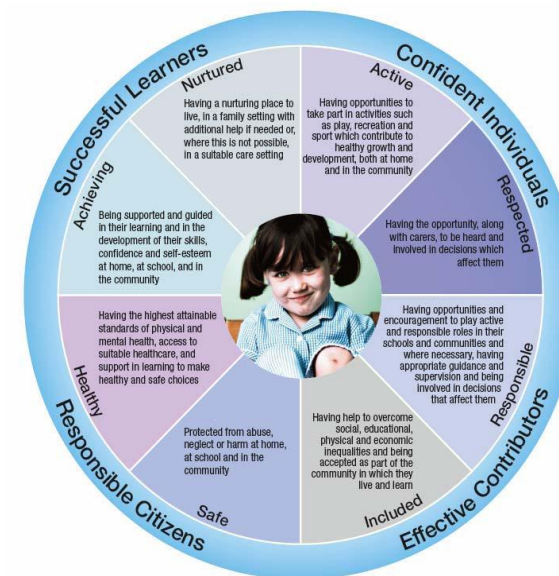 Successful Learners
Confident Individuals
Nurtured
Having a nurturing place to
live, in a family setting with
additional help if needed or,
where this is not possible,
in a suitable care setting
Active
Having opportunities to
take part in activities such
as play, recreation and
sport which contribute to
healthy growth and
development, both at home
and in the community
Achieving
Being supported and guided
in their learning and in the
development of their skills,
confidence and self-esteem
at home, at school, and in
the community
Respected
Having the opportunity, along
with carers, to be heard and
involved in decisions which
affect them
Healthy
Having the highest attainable
standards of physical and
mental health, access to
suitable healthcare, and
support in learning to make
healthy and safe choices
Responsible
Having opportunities and
encouragement to play active
and responsible roles in their
schools and communities and
where necessary, having
appropriate guidance and
supervision and being
involved in decisions
that affect them
Safe
Protected from abuse,
neglect or harm at home,
at school and in the
community
Included
Having help to overcome
social, educational,
physical and economic
inequalities and being
accepted as part of the
community in which they
live and learn
Responsible Citizens
Effective Contributors